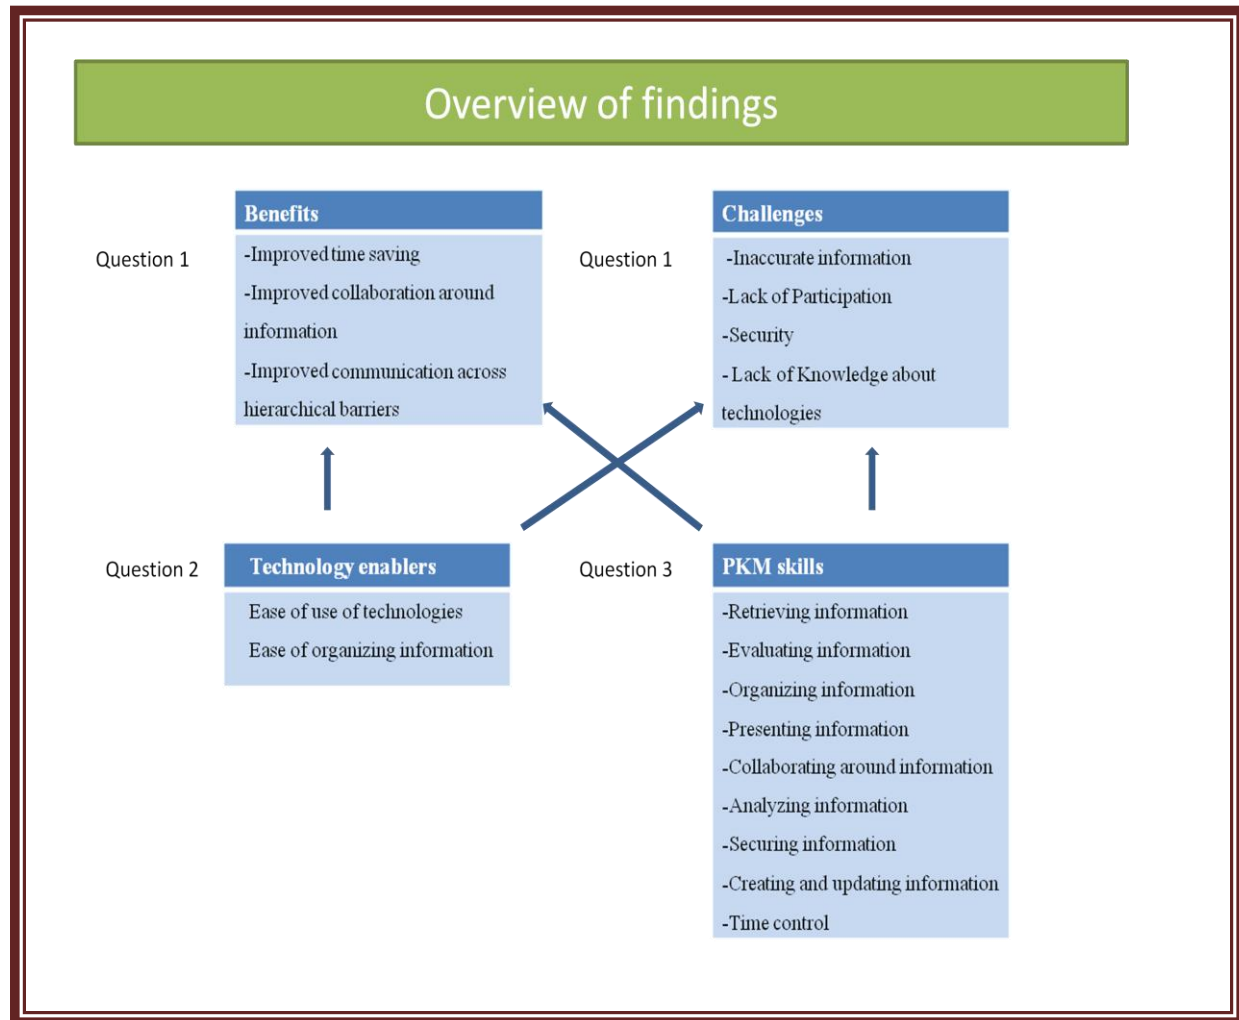 Overview of findings
Question 1
Benefits
-Improved time saving
-Improved collaboration around
information
-Improved communication across
hierarchical barriers
Question 1
Challenges
-Inaccurate information
-Lack of Participation
-Security
- Lack of Knowledge about
technologies
Question 2
Technology enablers
Ease of use of technologies
Ease of organizing information
Question 3
PKM skills
-Retrieving information
-Evaluating information
-Organizing information
-Presenting information
-Collaborating around information
-Analyzing information
-Securing information
-Creating and updating information
-Time control